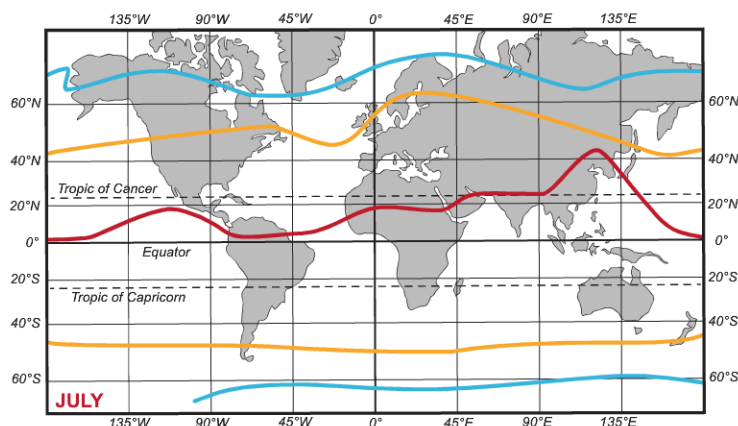 135°W 90°W 45°W 0° 45°E 90°E 135°E
60°N 60°N
40°N 40°N
Tropic of Cancer
20°N 20°N
0° 0°
Equator
20°S 20°S
Tropic of Capricorn
40°S 40°S
60°S 60°S
JULY
135°W 90°W 45°W 0° 45°E 90°E 135°E